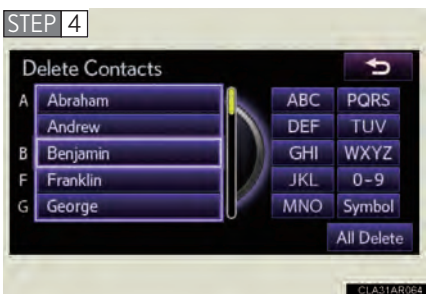 STEP 4
Delete Contacts
A Abraham ABC PQRS
Andrew DEF TUV
B Benjamin GHI WXYZ
F Franklin JKL 0-9
G George MNO Symbol
All Delete
CLA31AR064